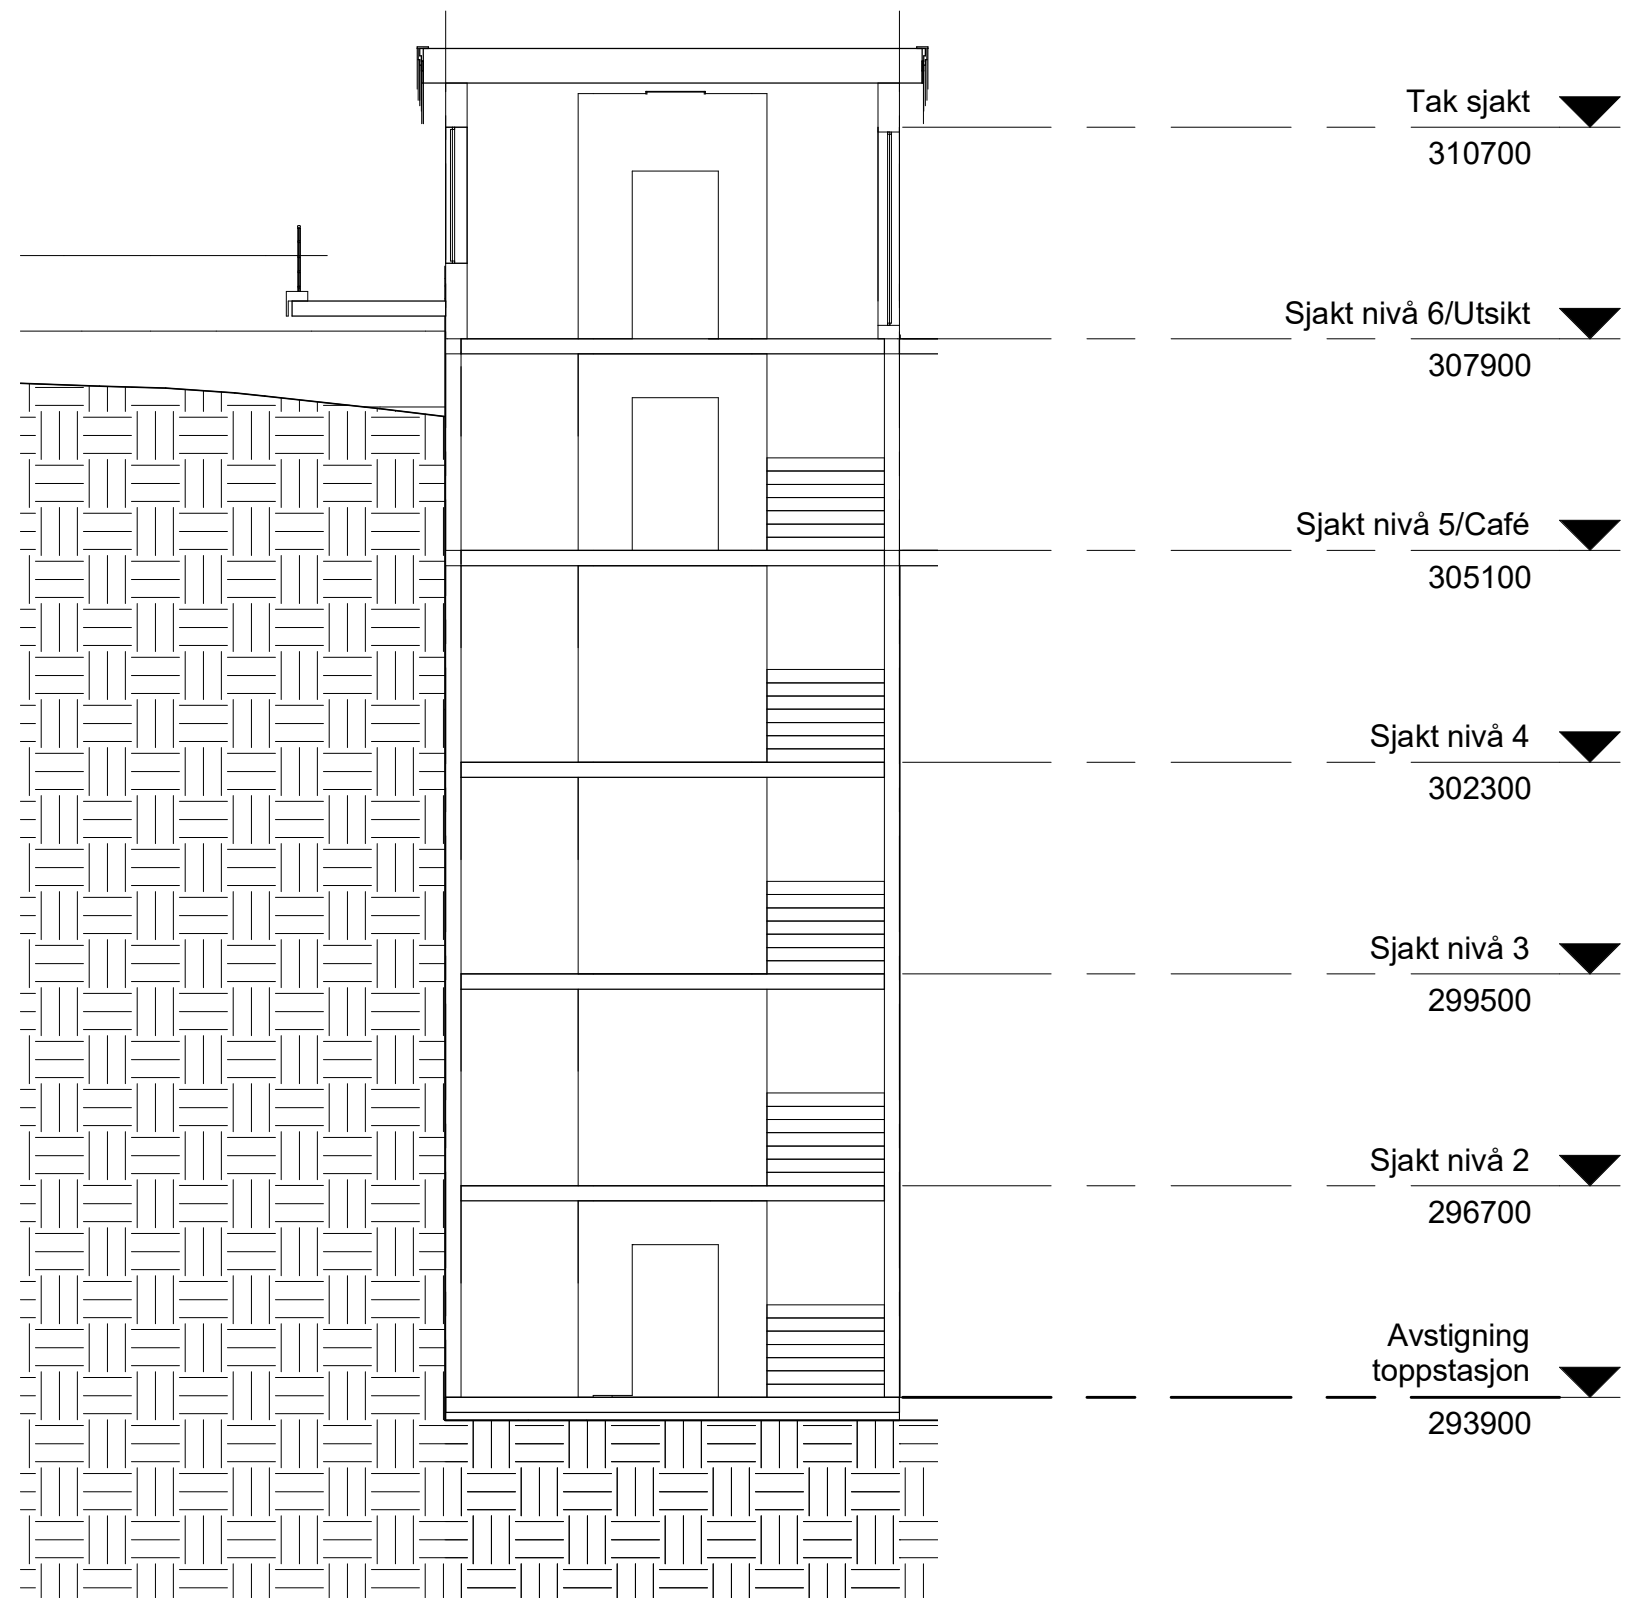 Tak sjakt
310700
Sjakt nivå 6/Utsikt
307900
Sjakt nivå 5/Café
305100
Sjakt nivå 4
302300
Sjakt nivå 3
299500
Sjakt nivå 2
296700
Avstigning
toppstasjon
293900